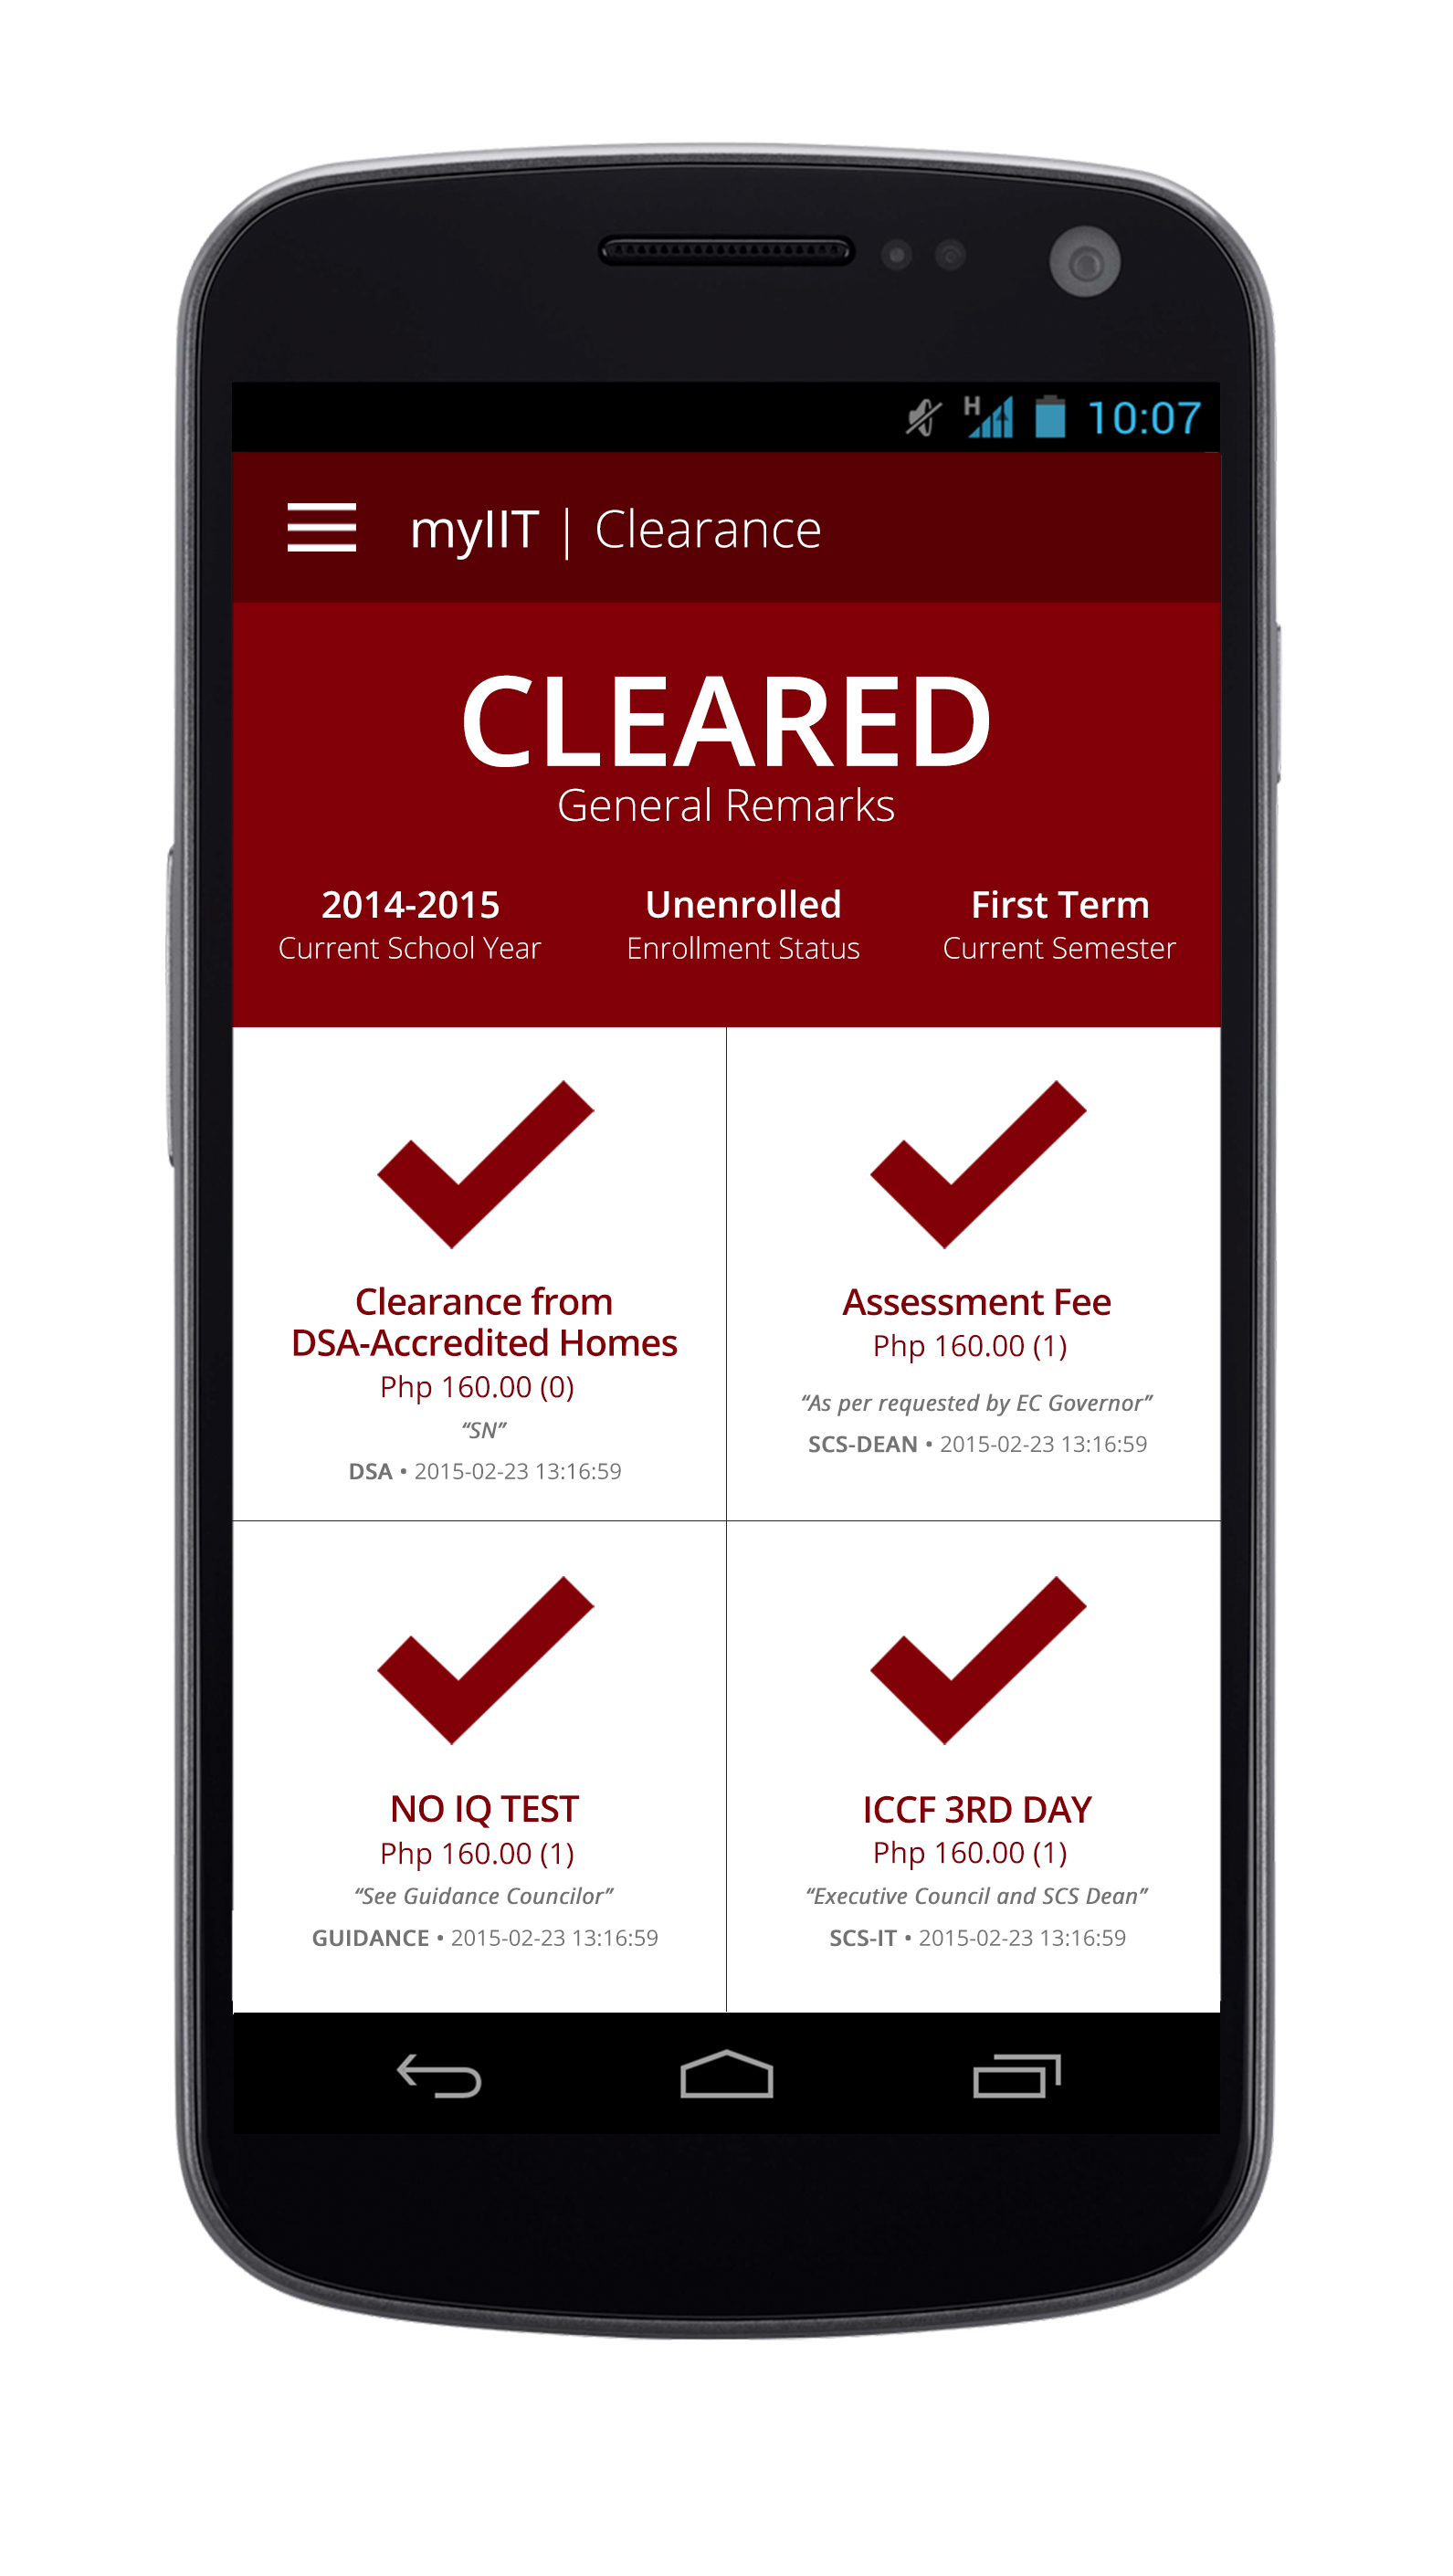 H 10:07
myIIT | Clearance
CLEARED
General Remarks
2014-2015 Unenrolled First Term
Current School Year Enrollment Status Current Semester
Clearance from
DSA-Accredited Homes
Php 160.00 (0)
“SN”
DSA • 2015-02-23 13:16:59
Assessment Fee
Php 160.00 (1)
“As per requested by EC Governor”
SCS-DEAN • 2015-02-23 13:16:59
NO IQ TEST
Php 160.00 (1)
“See Guidance Councilor”
GUIDANCE • 2015-02-23 13:16:59
ICCF 3RD DAY
Php 160.00 (1)
“Executive Council and SCS Dean”
SCS-IT • 2015-02-23 13:16:59